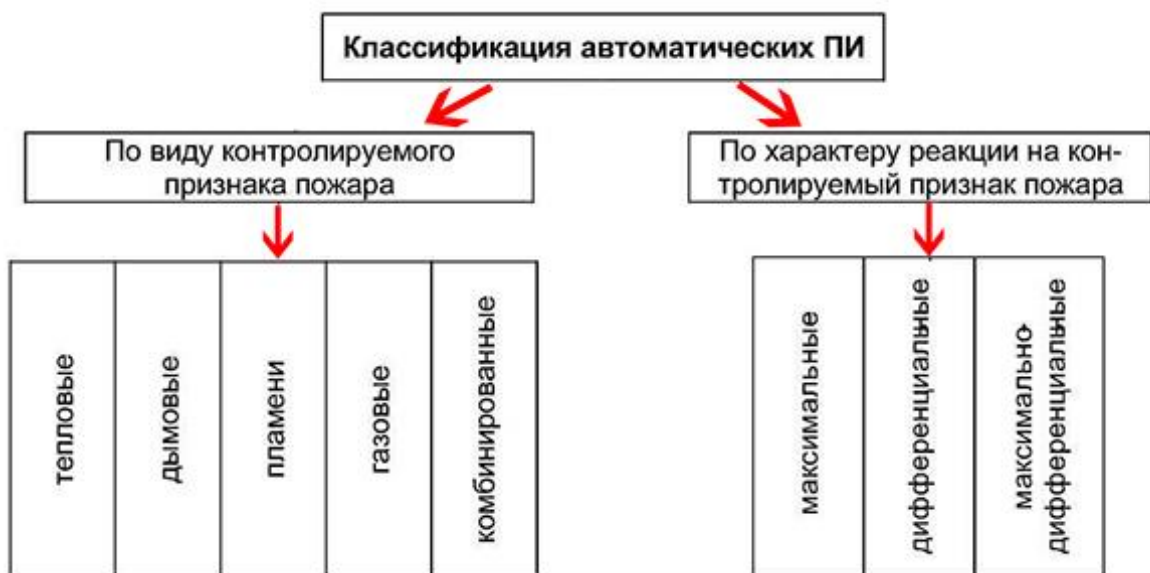 Классификация автоматических ПИ
По виду контролируемого
признака пожара
По характеру реакции на кон-
тролируемый признак пожара
тепловые
дымовые
пламени
газовые
комбинированные
максимальные
дифференциальные
максимально-
дифференциальные